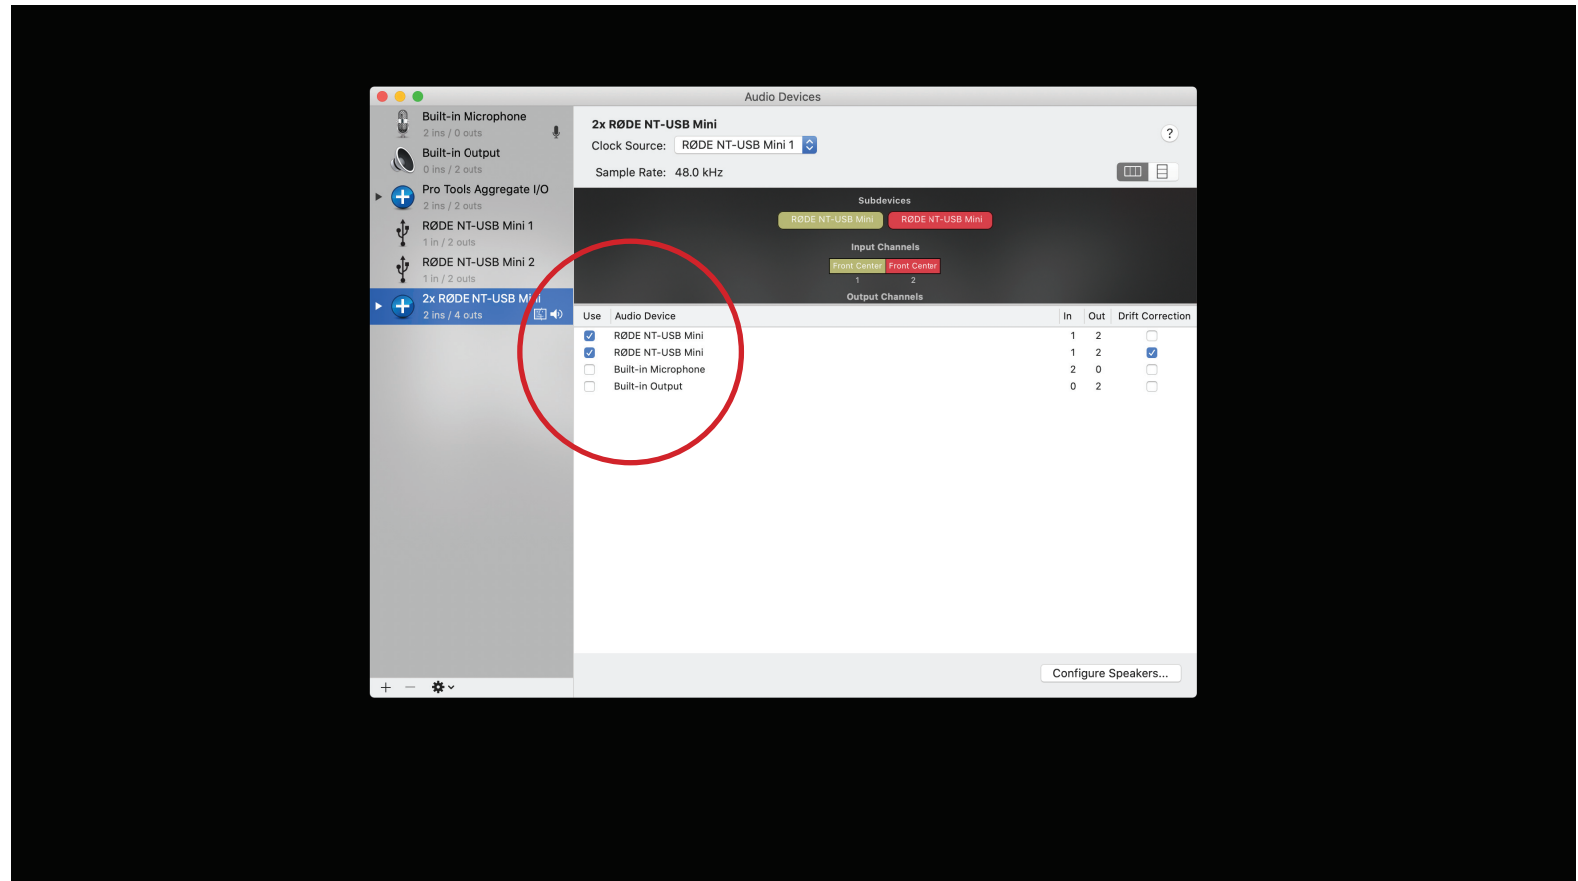 Audio Devices
Built-in Microphone
2 ins / 0 outs
Built-in Output
0 ins / 2 outs
Pro Tools Aggregate I/O
2 ins / 2 outs
RØDE NT-USB Mini 1
1 in / 2 outs
RØDE NT-USB Mini 2
1 in / 2 outs
2x RØDE NT-USB Mini
2 ins / 4 outs
2x RØDE NT-USB Mini
?
Clock Source: RØDE NT-USB Mini 1
Sample Rate: 48.0 kHz
Subdevices
RØDE NT-USB Mini RØDE NT-USB Mini
Input Channels
Front Center Front Center
1 2
Output Channels
Use Audio Device In Out Drift Correction
RØDE NT-USB Mini 1 2
RØDE NT-USB Mini 1 2
Built-in Microphone 2 0
Built-in Output 0 2
Configure Speakers...